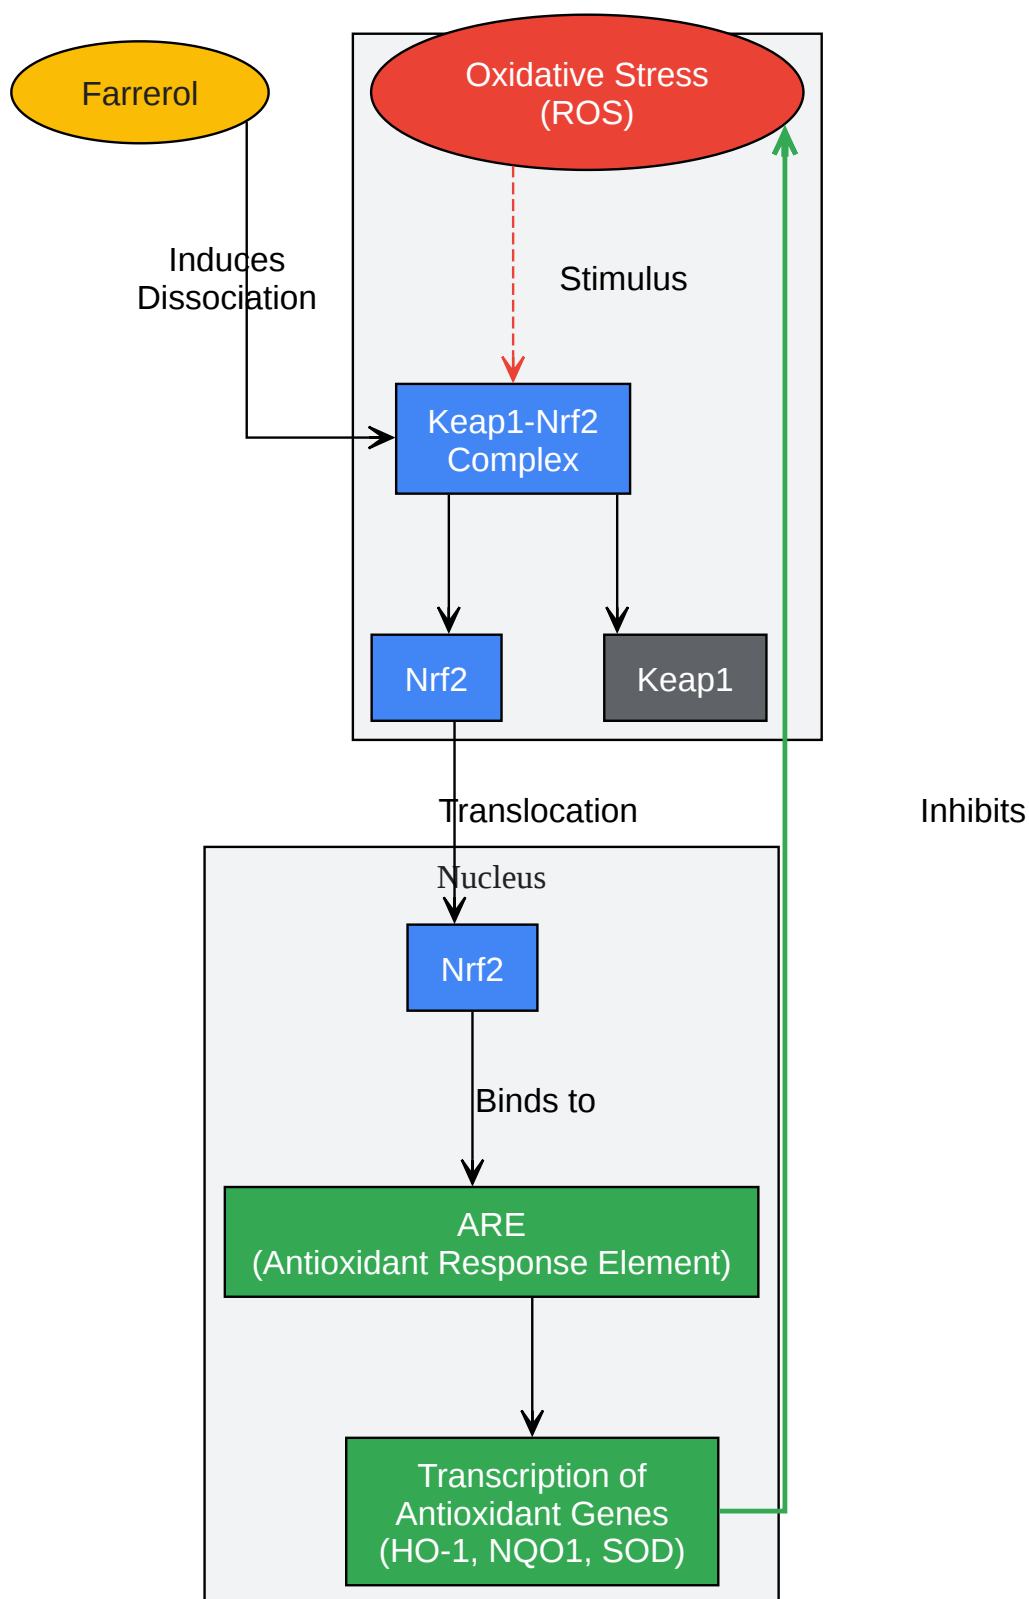 Farrerol
Oxidative Stress
(ROS)
Induces
Dissociation
Stimulus
Keap1-Nrf2
Complex
Nrf2
Keap1
Translocation
Inhibits
Nucleus
Nrf2
Binds to
ARE
(Antioxidant Response Element)
Transcription of
Antioxidant Genes
(HO-1, NQO1, SOD)